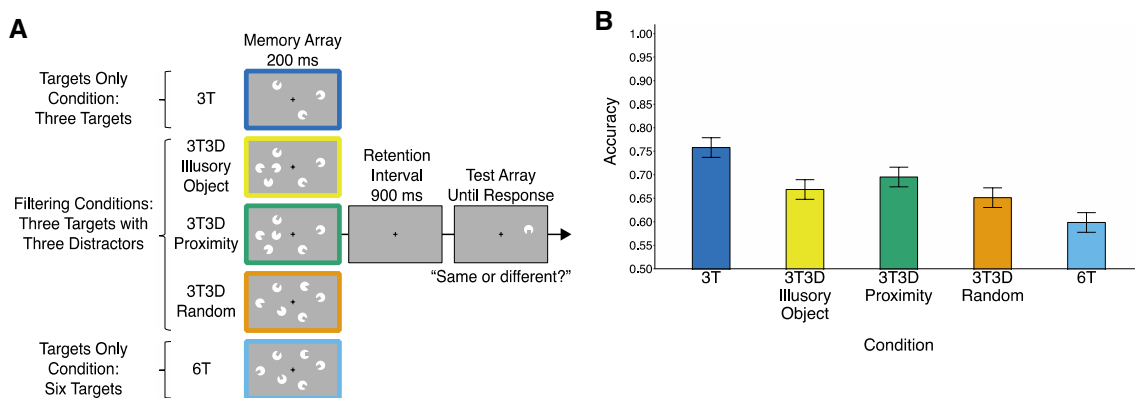 A
Memory Array
200 ms
Targets Only
Condition:
Three Targets
3T
Filtering Conditions:
Three Targets with
Three Distractors
3T3D
Illusory
Object
3T3D
Proximity
3T3D
Random
Retention
Interval
900 ms
Test Array
Until Response
"Same or different?"
Targets Only
Condition:
Six Targets
6T
B
Accuracy
1.00
0.95
0.90
0.85
0.80
0.75
0.70
0.65
0.60
0.55
0.50
3T
3T3D
Illusory
Object
3T3D
Proximity
3T3D
Random
6T
Condition